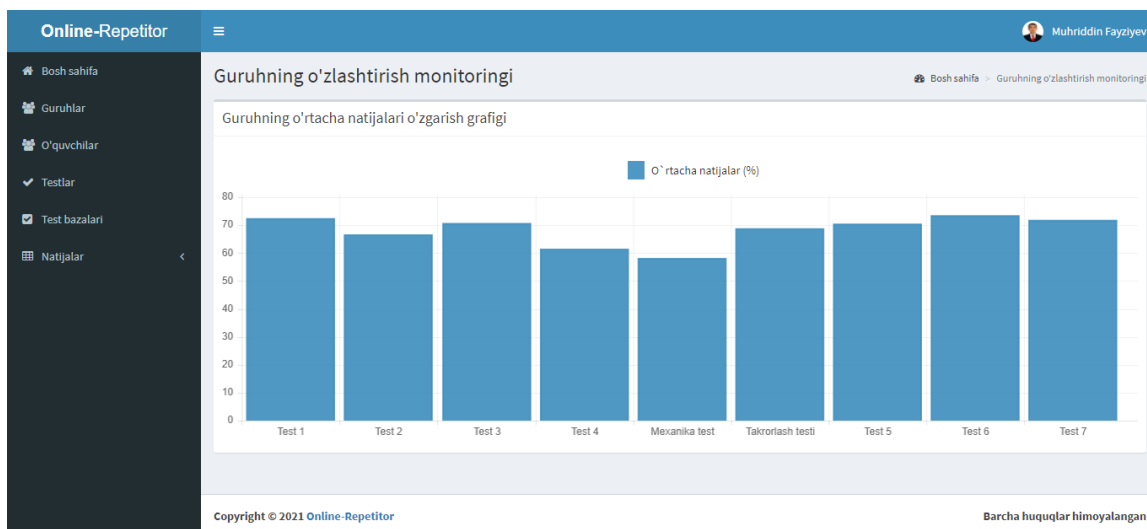 Online-Repetitor
Muhriddin Fayziyev
Bosh sahifa
Guruhlar
O'quvchilar
Testlar
Test bazalari
Natijalar
Guruhning o'zlashtirish monitoringi
Bosh sahifa > Guruhning o'zlashtirish monitoringi
Guruhning o'rtacha natijalari o'zgarish grafigi
O`rtacha natijalar (%)
80
70
60
50
40
30
20
10
0
Test 1 Test 2 Test 3 Test 4 Mexanika test Takrorlash testi Test 5 Test 6 Test 7
Copyright © 2021 Online-Repetitor
Barcha huquqlar himoyalangan